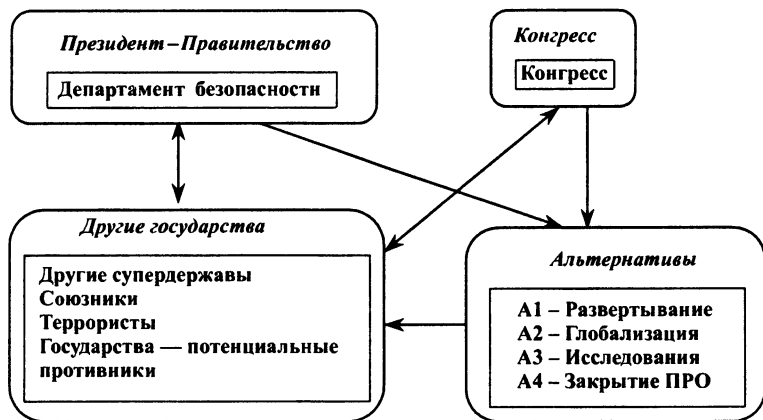 Президент–Правительство
Департамент безопасности
Конгресс
Конгресс
Другие государства
Другие супердержавы
Союзники
Террористы
Государства — потенциальные
противники
Альтернативы
А1 – Развертывание
А2 – Глобализация
А3 – Исследования
А4 – Закрытие ПРО